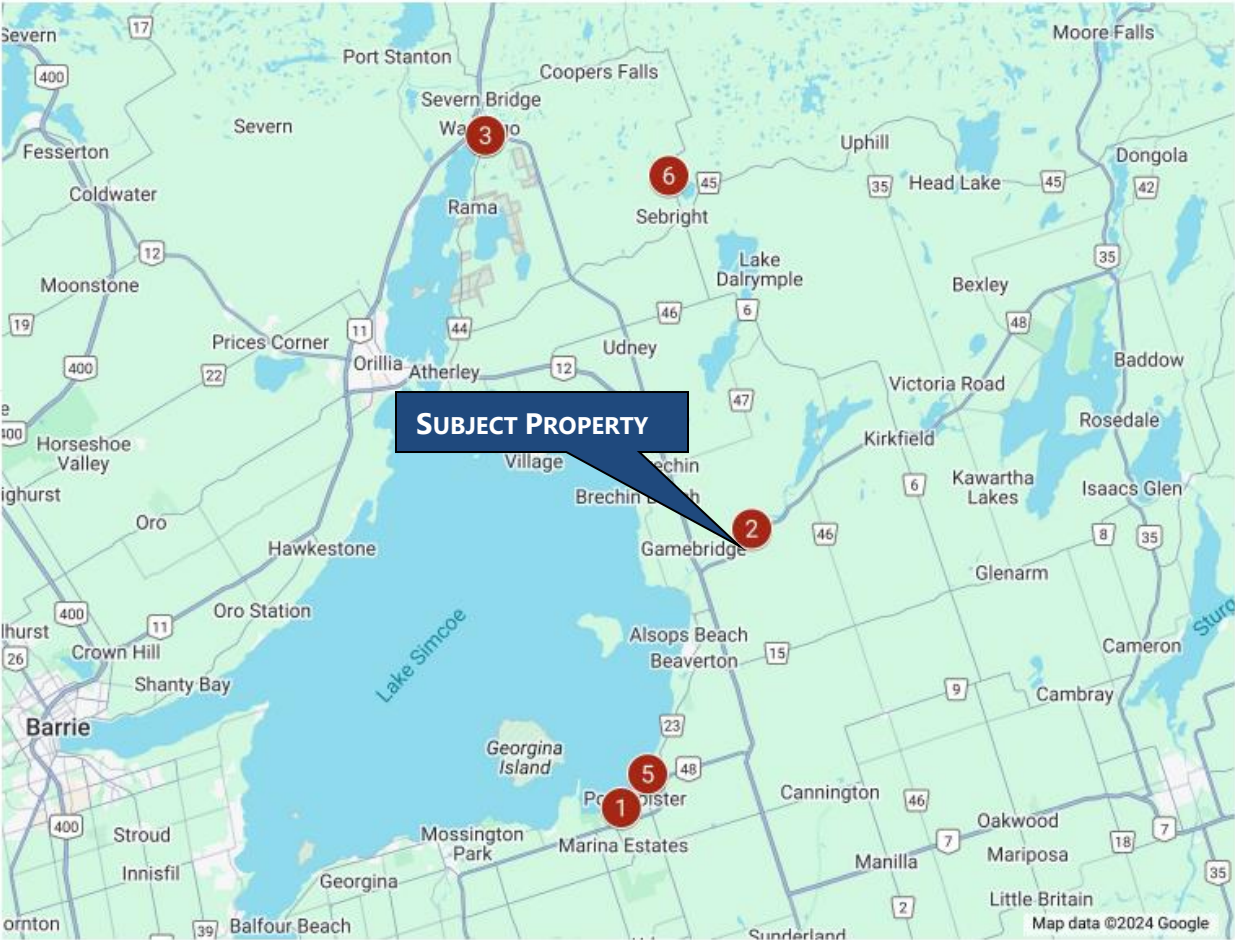 Severn
17
Moore Falls
Port Stanton
400
Coopers Falls
Severn Bridge
Severn
3
Uphill
Fesserton
Dongola
6
45
35
Head Lake
45
42
Coldwater
Rama
Sebright
12
Lake
Dalrymple
35
Moonstone
Bexley
46
6
19
11
44
48
Prices Corner
Udney
Baddow
400
Orillia
Atherley
12
22
Victoria Road
47
SUBJECT PROPERTY
Rosedale
400
Horseshoe
Valley
Kirkfield
Village
Kawartha
Lakes
6
Isaacs Glen
Brechin
Oro
2
46
8
35
Hawkestone
Gamebridge
Glenarm
400
Oro Station
11
Lake Simcoe
Alsops Beach
Beaverton
15
Cameron
26
Crown Hill
Shanty Bay
9
Cambray
Barrie
23
Georgina
Island
5
48
Cannington
46
1
400
Stroud
Mossington
Park
Marina Estates
Oakwood
7
18
7
Mariposa
Manilla
Innisfil
Georgina
35
2
Little Britain
39
Balfour Beach
Sunderland
Map data ©2024 Google